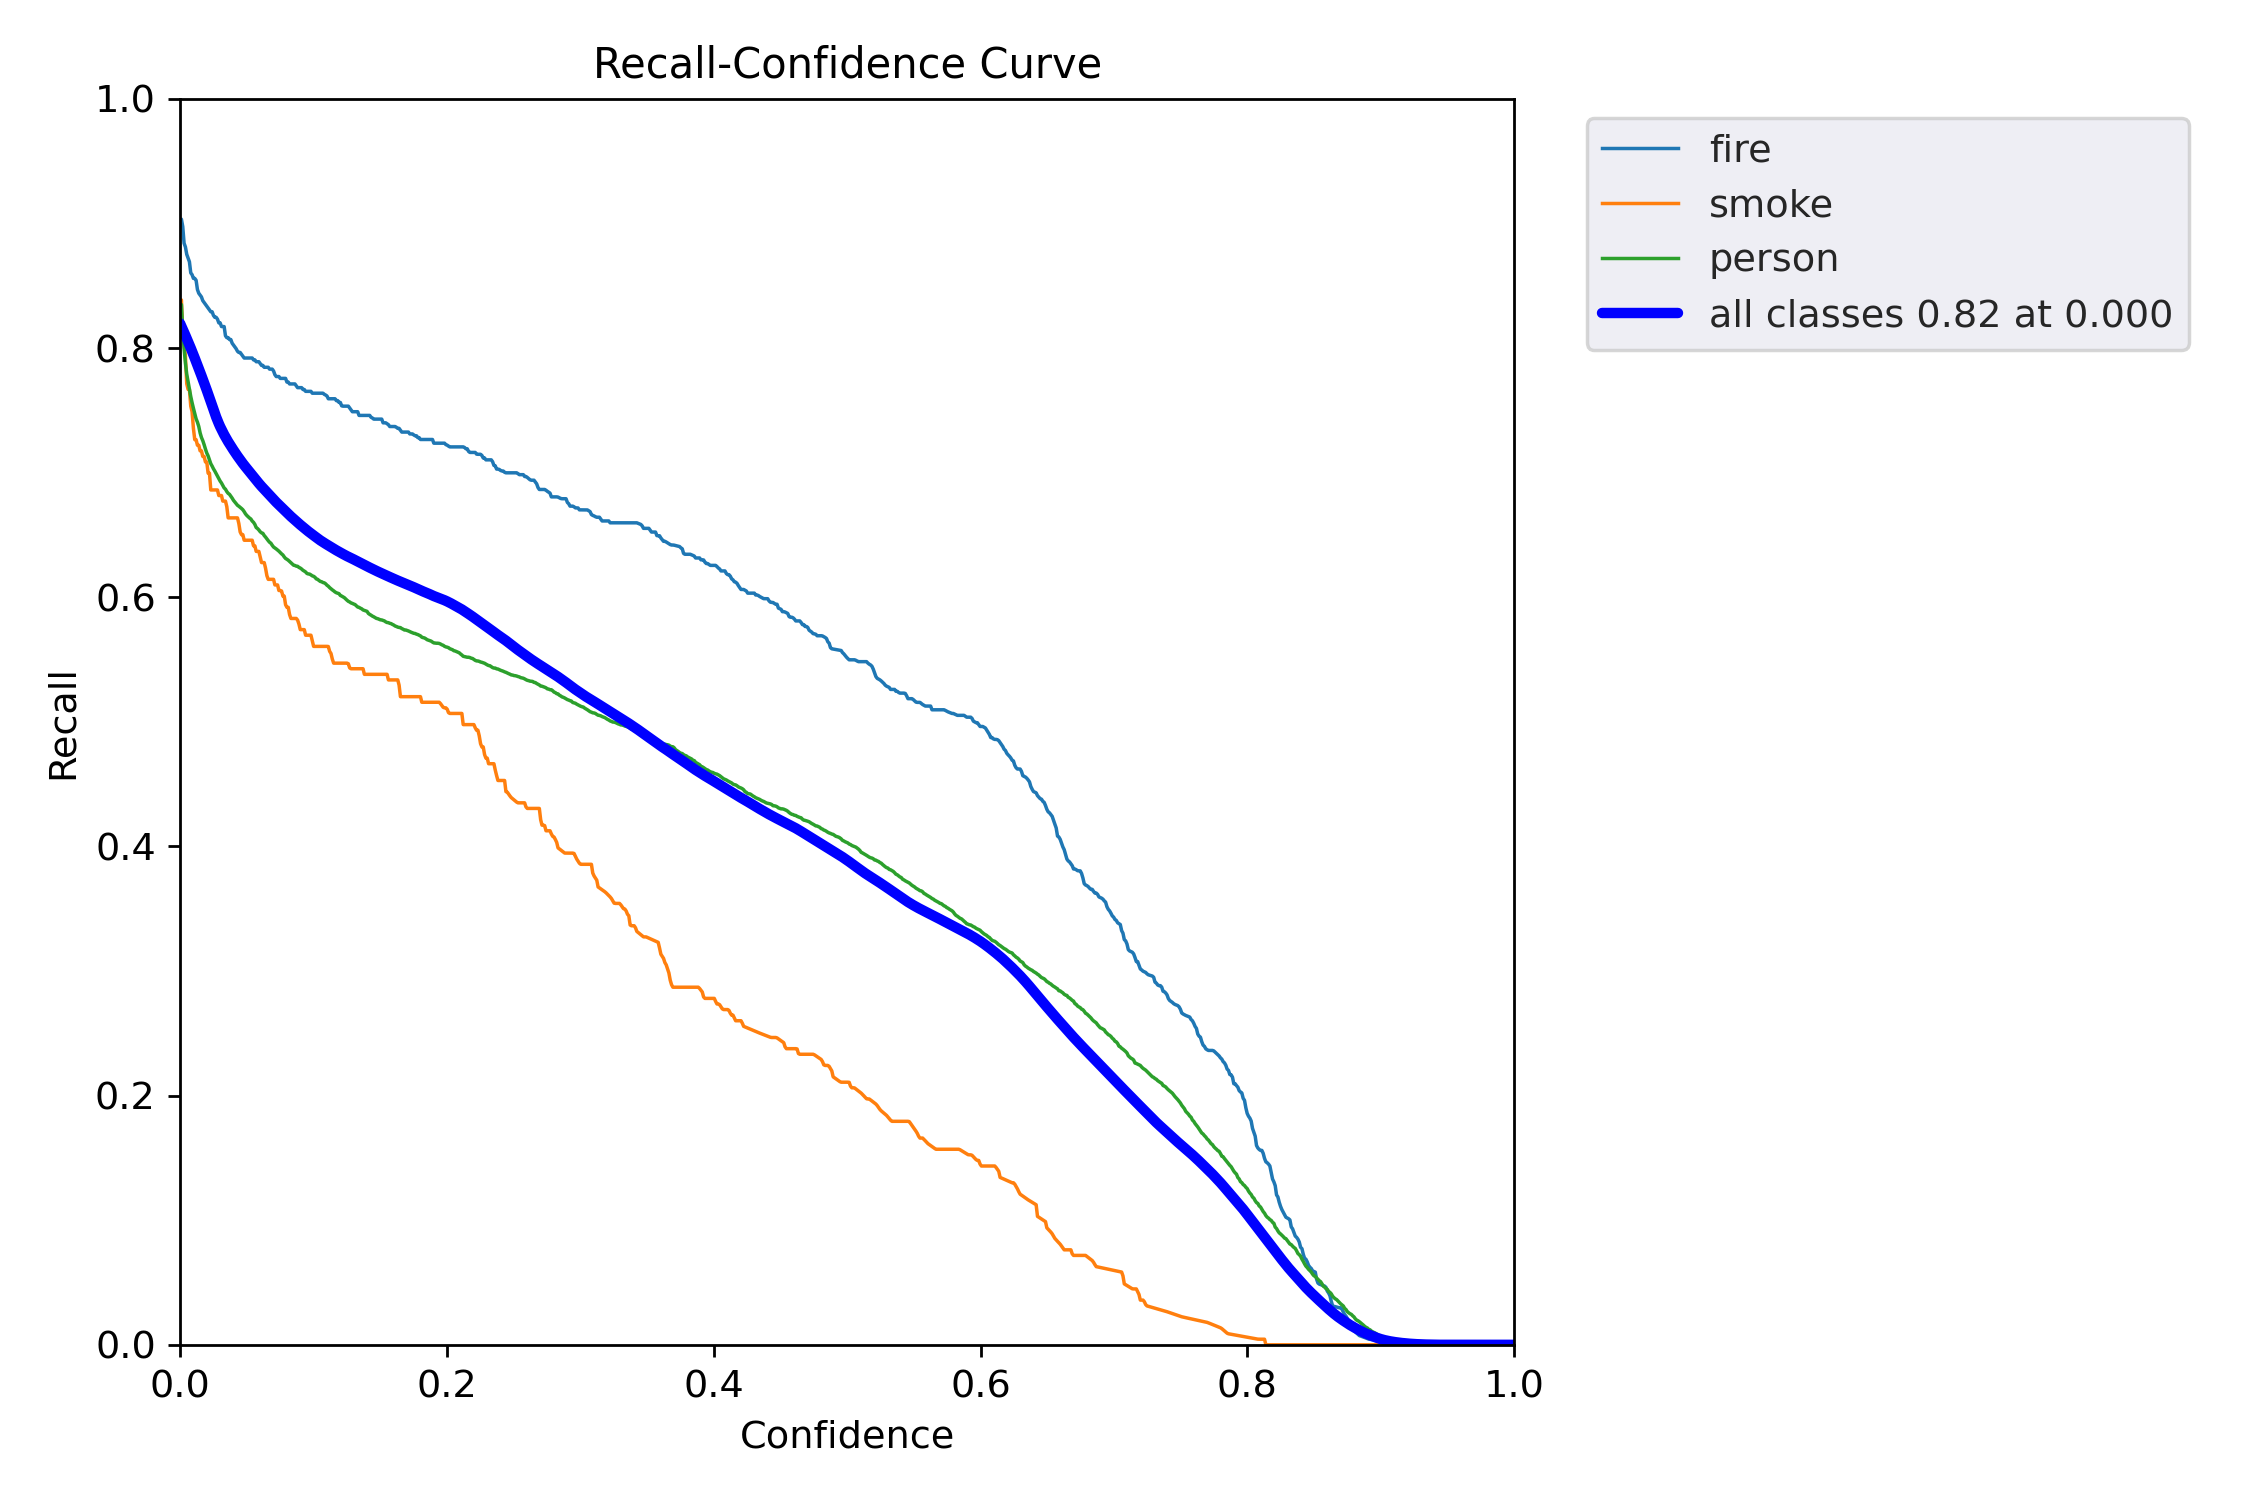 Recall-Confidence Curve
1.0
0.8
0.6
0.4
0.2
0.0
Recall
0.0 0.2 0.4 0.6 0.8 1.0
Confidence
fire
smoke
person
all classes 0.82 at 0.000